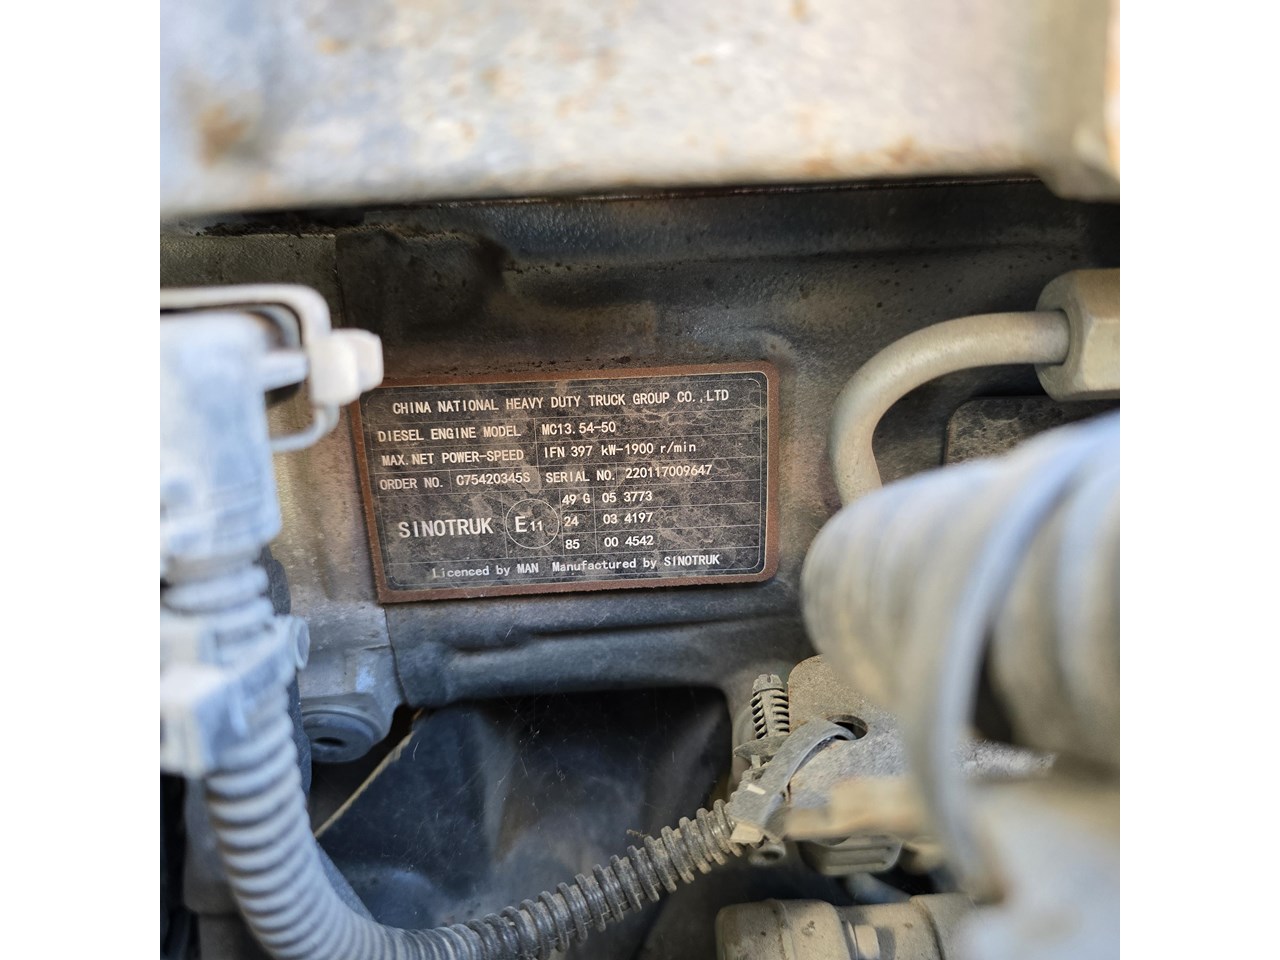 CHINA NATIONAL HEAVY DUTY TRUCK GROUP CO.,LTD
DIESEL ENGINE MODEL MC13.54-50
MAX.NET POWER-SPEED IFN 397 kW-1900 r/min
ORDER NO. C75420345S SERIAL NO. 220117009647
SINOTRUK E11
49 G 05 3773
24 03 4197
85 00 4542
Licenced by MAN Manufactured by SINOTRUK